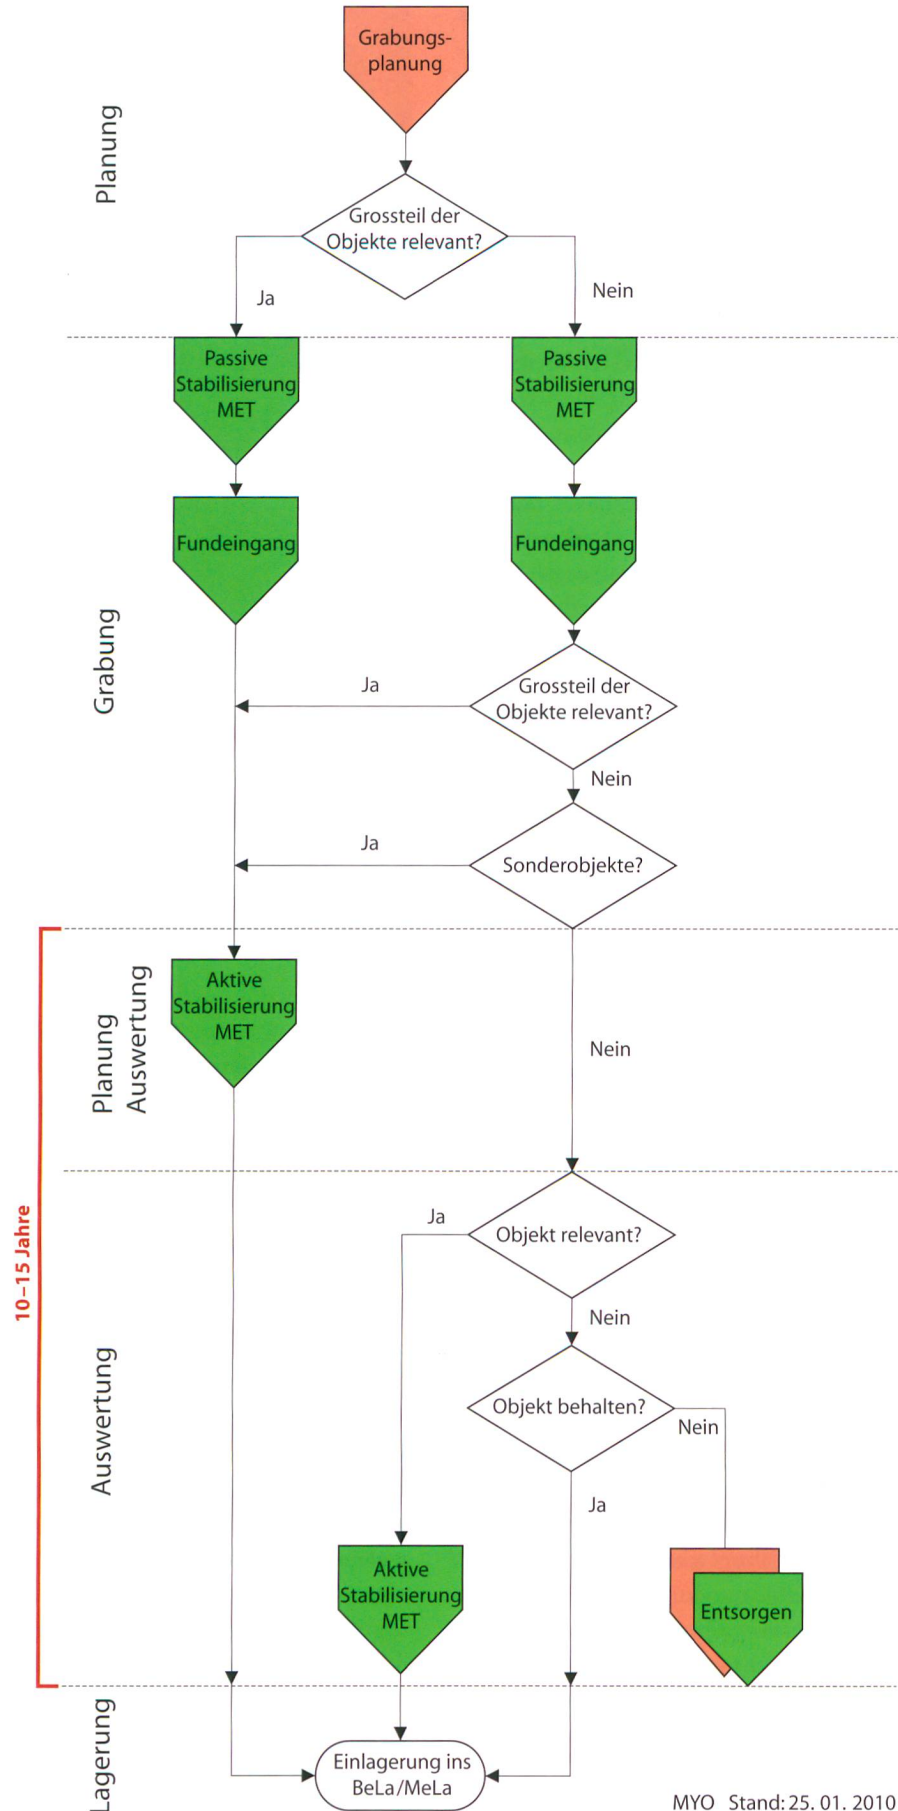 Grabungs-
planung
Planung
Grossteil der
Objekte relevant?
Ja
Nein
Passive
Stabilisierung
MET
Passive
Stabilisierung
MET
Fundeingang
Fundeingang
Grabung
Grossteil der
Objekte relevant?
Ja
Nein
Sonderobjekte?
Ja
Planung
Auswertung
Aktive
Stabilisierung
MET
Nein
10–15 Jahre
Objekt relevant?
Ja
Nein
Auswertung
Objekt behalten?
Nein
Ja
Aktive
Stabilisierung
MET
Entsorgen
Lagerung
Einlagerung ins
BeLa/MeLa
MYO Stand: 25. 01. 2010